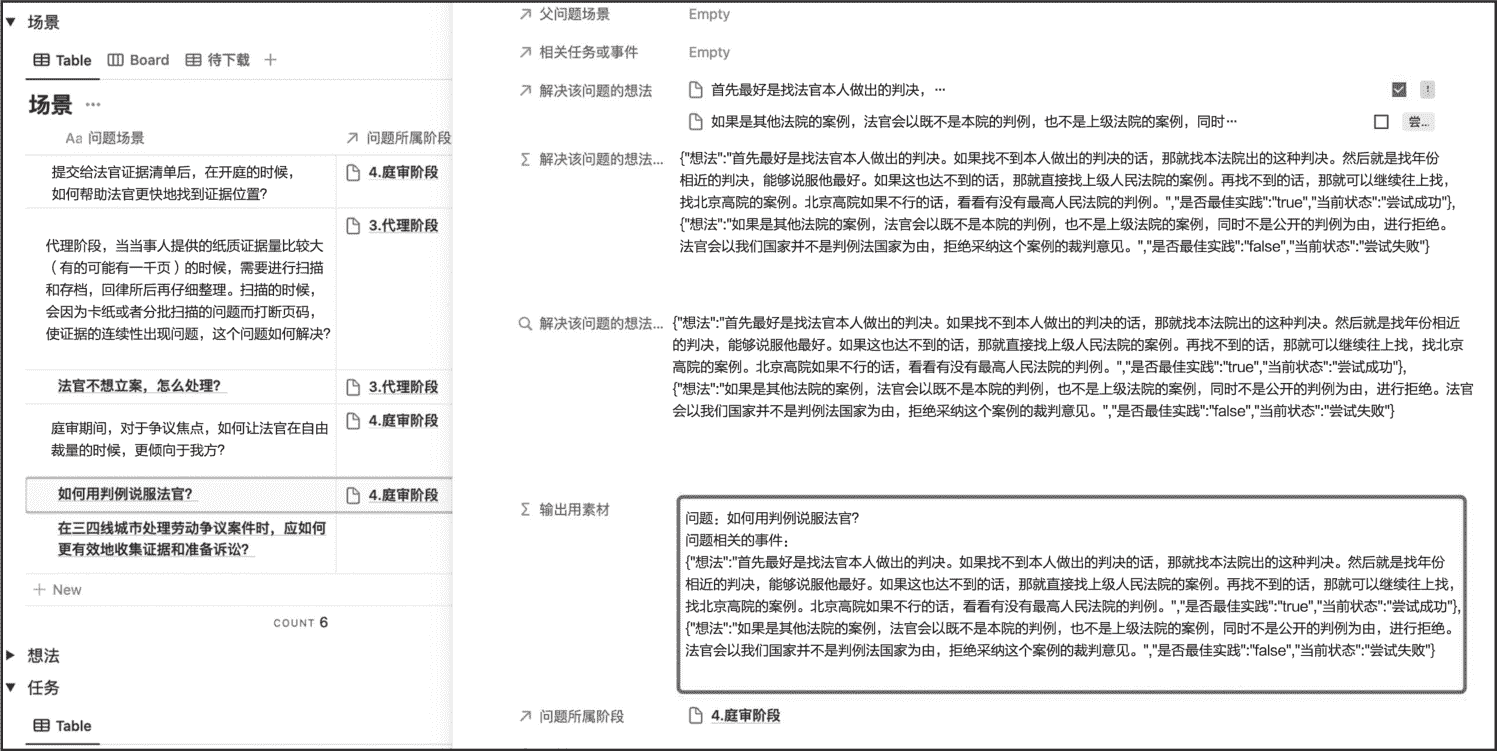 场景
Table Board 待下载
场景 ···
Aa 问题场景
问题所属阶段
提交给法官证据清单后，在开庭的时候，
如何帮助法官更快地找到证据位置？
4.庭审阶段
代理阶段，当当事人提供的纸质证据量比较大
（有的可能有一千页）的时候，需要进行扫描
和存档，回律所后再仔细整理。扫描的时候，
会因为卡纸或者分批扫描的问题而打断页码，
使证据的连续性出现问题，这个问题如何解决？
3.代理阶段
法官不想立案，怎么处理？
3.代理阶段
庭审期间，对于争议焦点，如何让法官在自由
裁量的时候，更倾向于我方？
4.庭审阶段
如何用判例说服法官？
4.庭审阶段
在三四线城市处理劳动争议案件时，应如何
更有效地收集证据和准备诉讼？
+ New
COUNT 6
想法
任务
Table
父问题场景
Empty
相关任务或事件
Empty
解决该问题的想法
首先最好是找法官本人做出的判决，···
!
如果是其他法院的案例，法官会以既不是本院的判例，也不是上级法院的案例，同时···
尝...
Σ 解决该问题的想法...
{"想法":"首先最好是找法官本人做出的判决。如果找不到本人做出的判决的话，那就找本法院出的这种判决。然后就是找年份
相近的判决，能够说服他最好。如果这也达不到的话，那就直接找上级人民法院的案例。再找不到的话，那就可以继续往上找，
找北京高院的案例。北京高院如果不行的话，看看有没有最高人民法院的判例。","是否最佳实践":"true","当前状态":"尝试成功"},
{"想法":"如果是其他法院的案例，法官会以既不是本院的判例，也不是上级法院的案例，同时不是公开的判例为由，进行拒绝。
法官会以我们国家并不是判例法国家为由，拒绝采纳这个案例的裁判意见。","是否最佳实践":"false","当前状态":"尝试失败"}
解决该问题的想法...
{"想法":"首先最好是找法官本人做出的判决。如果找不到本人做出的判决的话，那就找本法院出的这种判决。然后就是找年份相近
的判决，能够说服他最好。如果这也达不到的话，那就直接找上级人民法院的案例。再找不到的话，那就可以继续往上找，找北京
高院的案例。北京高院如果不行的话，看看有没有最高人民法院的判例。","是否最佳实践":"true","当前状态":"尝试成功"},
{"想法":"如果是其他法院的案例，法官会以既不是本院的判例，也不是上级法院的案例，同时不是公开的判例为由，进行拒绝。法官
会以我们国家并不是判例法国家为由，拒绝采纳这个案例的裁判意见。","是否最佳实践":"false","当前状态":"尝试失败"}
Σ 输出用素材
问题：如何用判例说服法官？
问题相关的事件：
{"想法":"首先最好是找法官本人做出的判决。如果找不到本人做出的判决的话，那就找本法院出的这种判决。然后就是找年份
相近的判决，能够说服他最好。如果这也达不到的话，那就直接找上级人民法院的案例。再找不到的话，那就可以继续往上找，
找北京高院的案例。北京高院如果不行的话，看看有没有最高人民法院的判例。","是否最佳实践":"true","当前状态":"尝试成功"},
{"想法":"如果是其他法院的案例，法官会以既不是本院的判例，也不是上级法院的案例，同时不是公开的判例为由，进行拒绝。
法官会以我们国家并不是判例法国家为由，拒绝采纳这个案例的裁判意见。","是否最佳实践":"false","当前状态":"尝试失败"}
问题所属阶段
4.庭审阶段